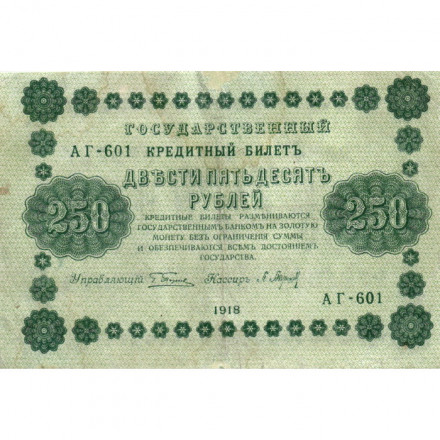 ГОСУДАРСТВЕННЫЙ
АГ-601 КРЕДИТНЫЙ БИЛЕТЪ
ДВѢСТИ ПЯТЬДЕСЯТЪ
РУБЛЕЙ
250 250
КРЕДИТНЫЕ БИЛЕТЫ РАЗМѢНИВАЮТСЯ
ГОСУДАРСТВЕННЫМЪ БАНКОМЪ НА ЗОЛОТУЮ
МОНЕТУ БЕЗЪ ОГРАНИЧЕНІЯ СУММЫ
И ОБЕЗПЕЧИВАЮТСЯ ВСѢМЪ ДОСТОЯНІЕМЪ
ГОСУДАРСТВА.
Управляющій Кассиръ
АГ-601
1918